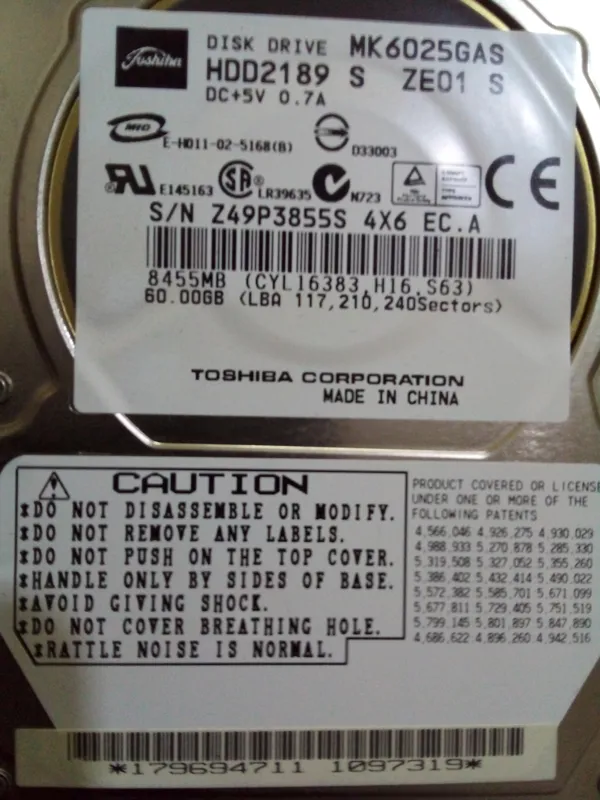 Toshiba
DISK DRIVE MK6025GAS
HDD2189 S ZE01 S
DC+5V 0.7A
E-H011-02-5168(B)
D33003
E145163
LR39635
N723
S/N Z49P3855S 4X6 EC.A
8455MB (CYL16383,H16,S63)
60.00GB (LBA 117,210,240Sectors)
TOSHIBA CORPORATION
MADE IN CHINA
CAUTION
*DO NOT DISASSEMBLE OR MODIFY.
*DO NOT REMOVE ANY LABELS.
*DO NOT PUSH ON THE TOP COVER.
*HANDLE ONLY BY SIDES OF BASE.
*AVOID GIVING SHOCK.
*DO NOT COVER BREATHING HOLE.
*RATTLE NOISE IS NORMAL.
PRODUCT COVERED OR LICENSE
UNDER ONE OR MORE OF THE
FOLLOWING PATENTS
4,566,046 4,926,275 4,930,029
4,988,933 5,270,878 5,285,330
5,319,508 5,327,052 5,355,260
5,386,402 5,432,414 5,490,022
5,572,382 5,585,701 5,671,099
5,677,811 5,729,405 5,751,519
5,799,145 5,801,897 5,847,890
4,686,622 4,896,260 4,942,516
*179694711 1097319*